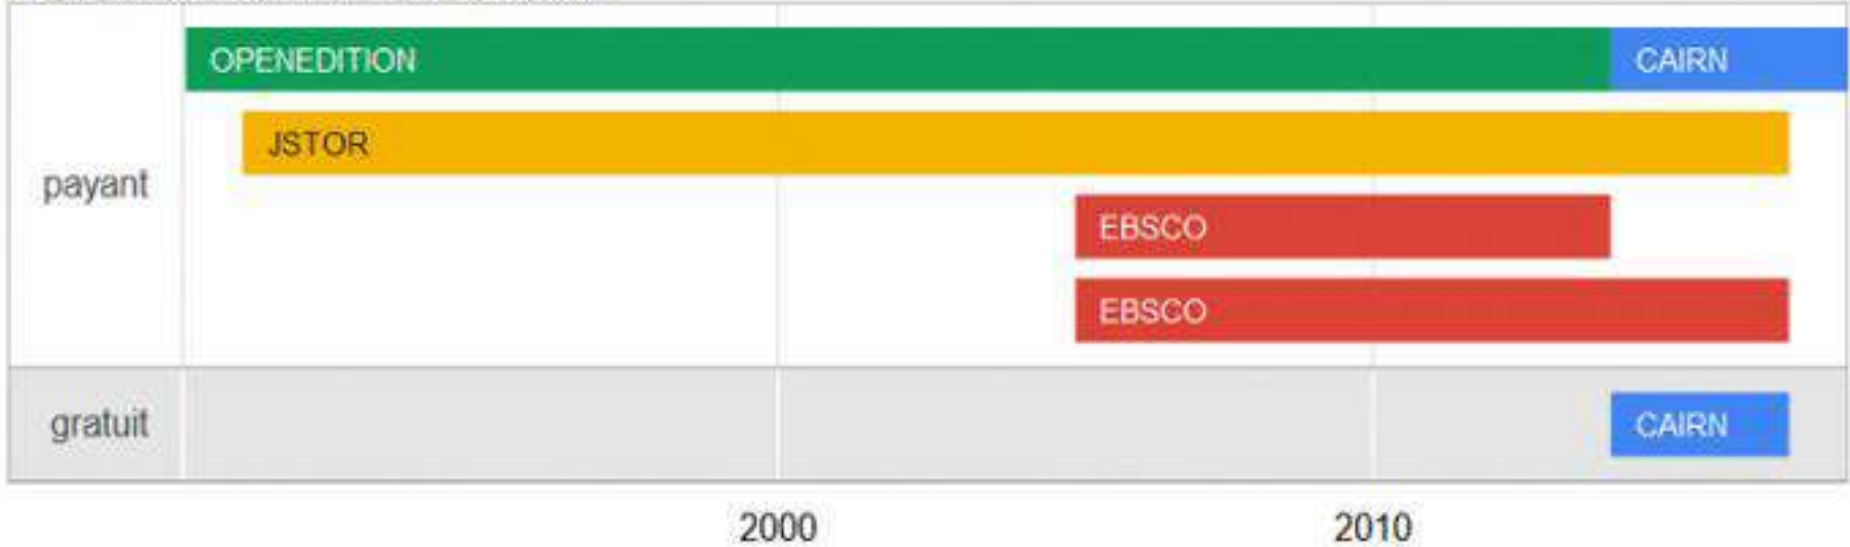 OPENEDITION CAIRN
JSTOR
payant
EBSCO
EBSCO
gratuit CAIRN
2000 2010